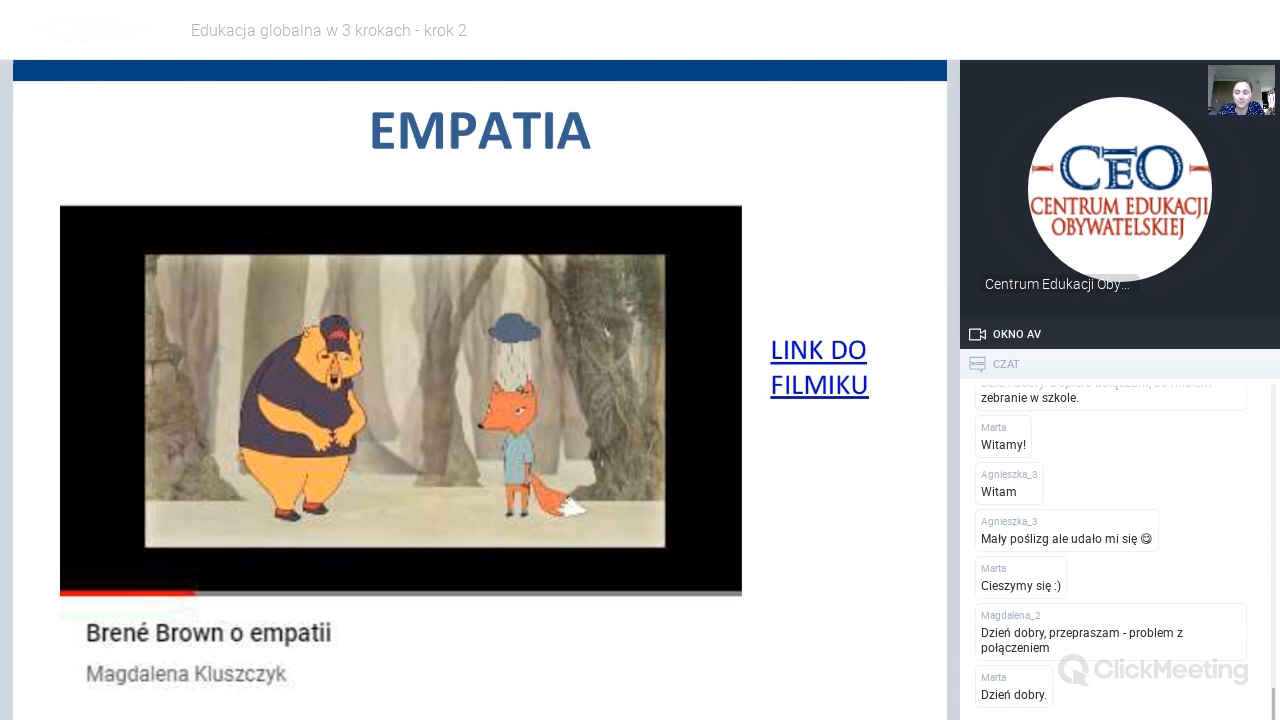 Edukacja globalna w 3 krokach - krok 2
EMPATIA
LINK DO
FILMIKU
Brené Brown o empatii
Magdalena Kluszczyk
CEO
CENTRUM EDUKACJI
OBYWATELSKIEJ
Centrum Edukacji Oby...
OKNO AV
CZAT
zebranie w szkole.
Marta
Witamy!
Agnieszka_3
Witam
Agnieszka_3
Mały poślizg ale udało mi się 😋
Marta
Cieszymy się :)
Magdalena_2
Dzień dobry, przepraszam - problem z
połączeniem
Marta
Dzień dobry.
ClickMeeting